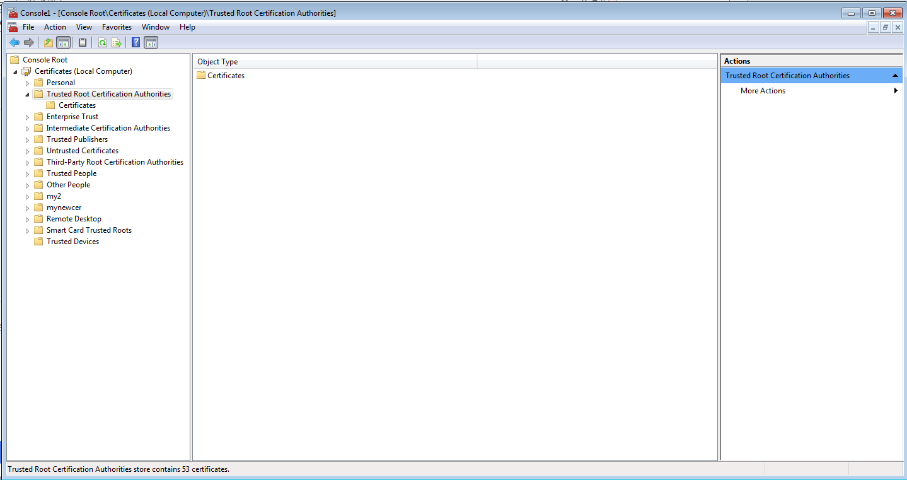 Console1 - [Console Root\Certificates (Local Computer)\Trusted Root Certification Authorities]
File Action View Favorites Window Help
Console Root
Certificates (Local Computer)
Personal
Trusted Root Certification Authorities
Certificates
Enterprise Trust
Intermediate Certification Authorities
Trusted Publishers
Untrusted Certificates
Third-Party Root Certification Authorities
Trusted People
Other People
my2
mynewcer
Remote Desktop
Smart Card Trusted Roots
Trusted Devices
Object Type
Certificates
Actions
Trusted Root Certification Authorities
More Actions
Trusted Root Certification Authorities store contains 53 certificates.